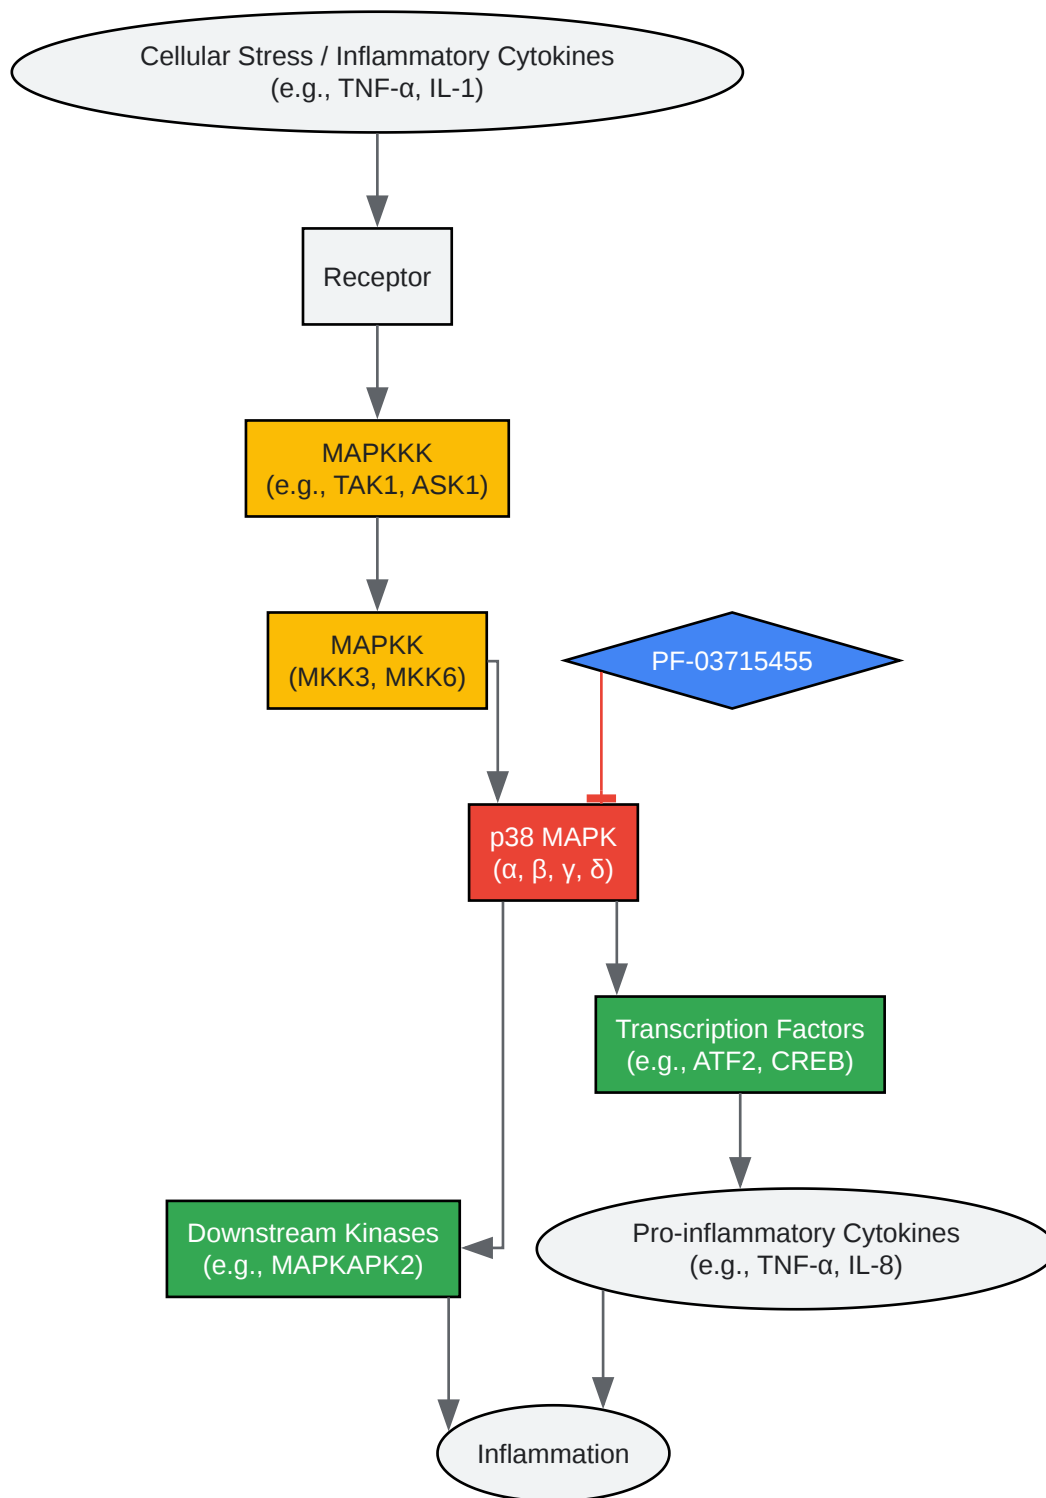 Cellular Stress / Inflammatory Cytokines
(e.g., TNF-α, IL-1)
Receptor
MAPKKK
(e.g., TAK1, ASK1)
MAPKK
(MKK3, MKK6)
PF-03715455
p38 MAPK
(α, β, γ, δ)
Transcription Factors
(e.g., ATF2, CREB)
Downstream Kinases
(e.g., MAPKAPK2)
Pro-inflammatory Cytokines
(e.g., TNF-α, IL-8)
Inflammation